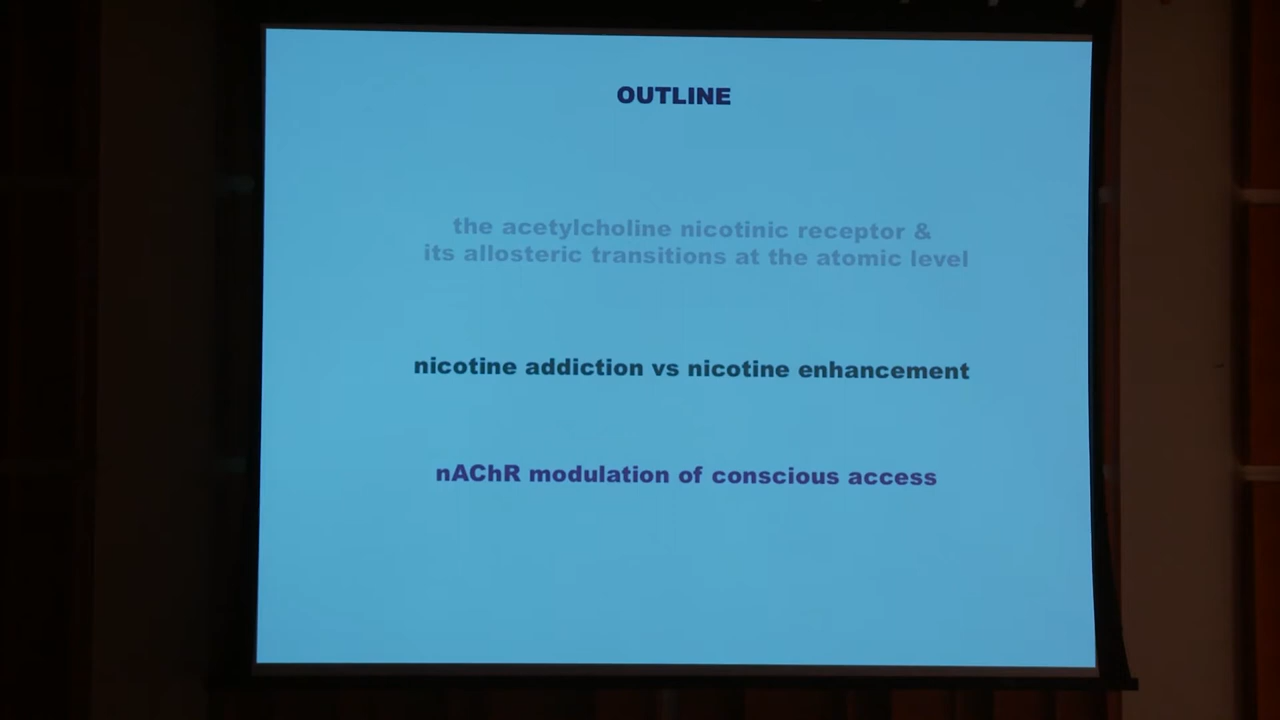 OUTLINE
the acetylcholine nicotinic receptor &
its allosteric transitions at the atomic level
nicotine addiction vs nicotine enhancement
nAChR modulation of conscious access